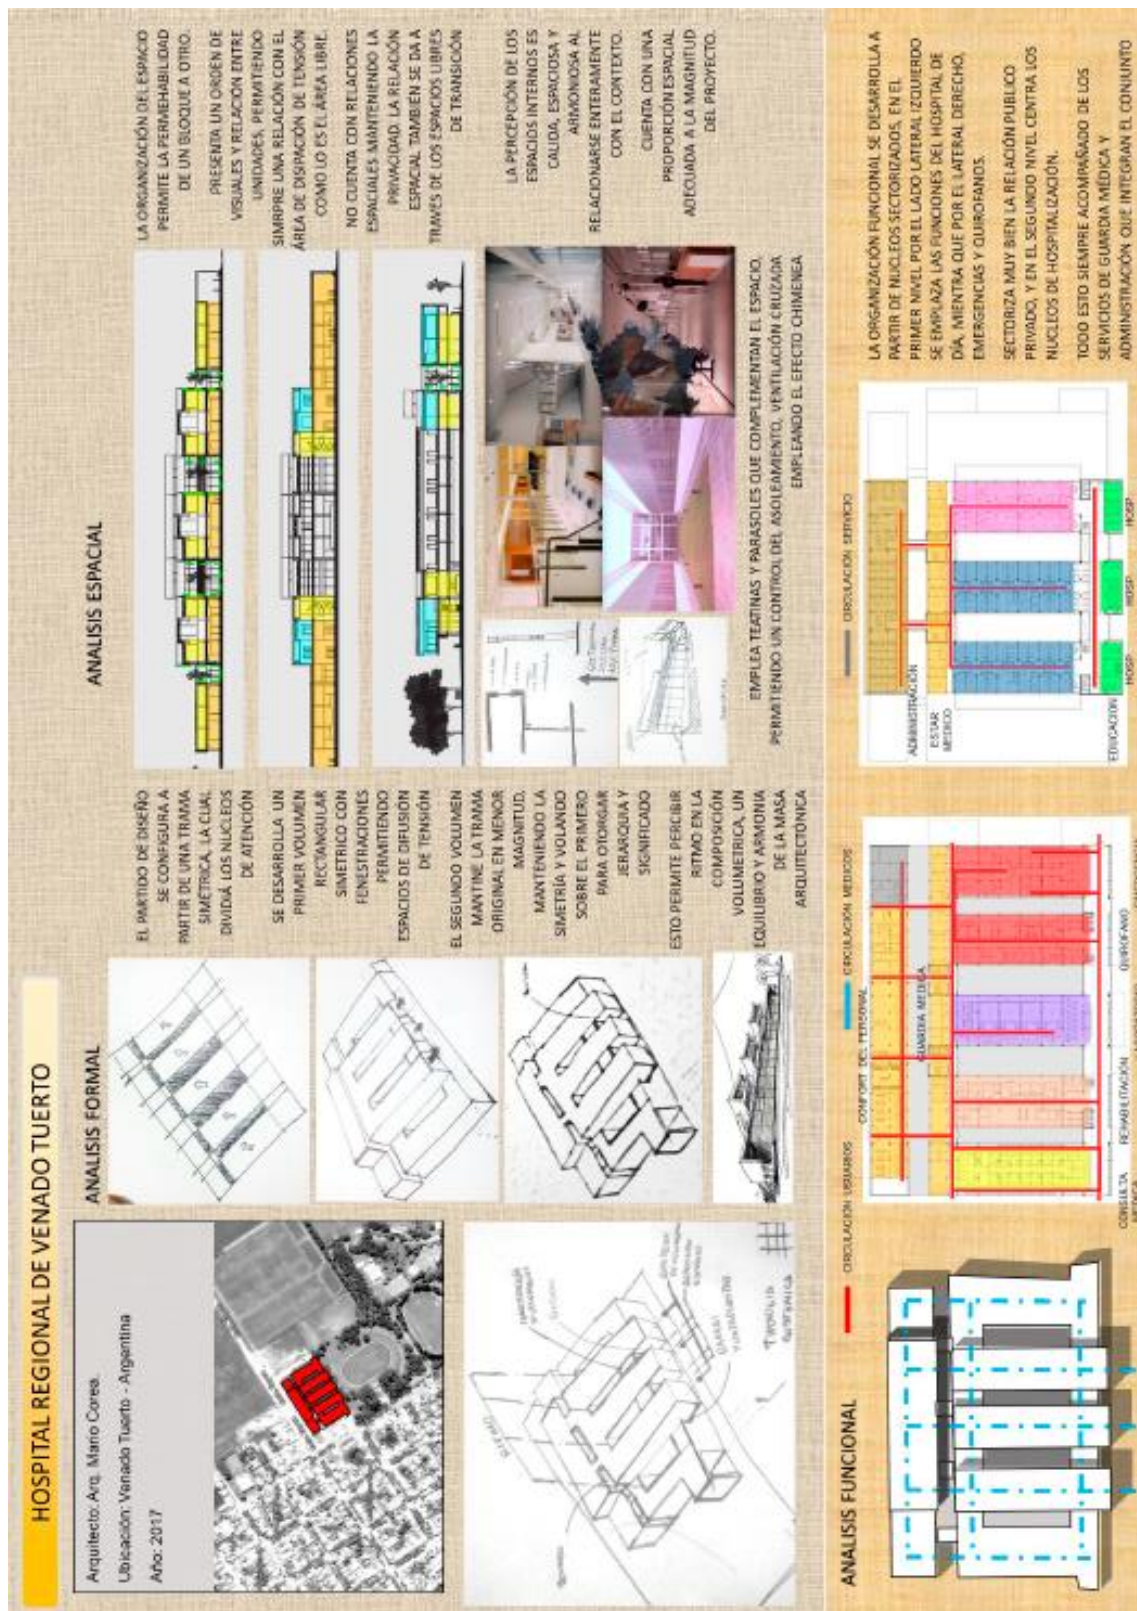 HOSPITAL REGIONAL DE VENADO TUERTO
Arquitecto: Arq. Mario Corea.
Ubicación: Venado Tuerto - Argentina
Año: 2017
ANALISIS FORMAL
EL PARTIDO DE DISEÑO
SE CONFIGURA A
PARTIR DE UNA TRAMA
SIMÉTRICA, LA CUAL
DIVIDÁ LOS NUCLEOS
DE ATENCIÓN
SE DESARROLLA UN
PRIMER VOLUMEN
RECTANGULAR
SIMETRICO CON
FENESTRACIONES
PERMITIENDO
ESPACIOS DE DIFUSIÓN
DE TENSIÓN
EL SEGUNDO VOLUMEN
MANTINE LA TRAMA
ORIGINAL EN MENOR
MAGNITUD,
MANTENIENDO LA
SIMETRÍA Y VOLANDO
SOBRE EL PRIMERO
PARA OTORGAR
JERARQUIA Y
SIGNIFICADO
ESTO PERMITE PERCIBIR
RITMO EN LA
COMPOSICIÓN
VOLUMETRICA, UN
EQUILIBRIO Y ARMONIA
DE LA MASA
ARQUITECTÓNICA
ANALISIS ESPACIAL
LA ORGANIZACIÓN DEL ESPACIO
PERMITE LA PERMEHABILIDAD
DE UN BLOQUE A OTRO.
PRESENTA UN ORDEN DE
VISUALES Y RELACION ENTRE
UNIDADES, PERMITIENDO
SIMRPRE UNA RELACIÓN CON EL
ÁREA DE DISIPACIÓN DE TENSIÓN
COMO LO ES EL ÁREA LIBRE.
NO CUENTA CON RELACIONES
ESPACIALES MANTENIENDO LA
PRIVACIDAD. LA RELACIÓN
ESPACIAL TAMBIEN SE DA A
TRAVES DE LOS ESPACIOS LIBRES
DE TRANSICIÓN
LA PERCEPCIÓN DE LOS
ESPACIOS INTERNOS ES
CALIDA, ESPACIOSA Y
ARMONIOSA AL
RELACIONARSE ENTERAMENTE
CON EL CONTEXTO.
CUENTA CON UNA
PROPORCIÓN ESPACIAL
ADECUADA A LA MAGNITUD
DEL PROYECTO.
EMPLEA TEATINAS Y PARASOLES QUE COMPLEMENTAN EL ESPACIO,
PERMITIENDO UN CONTROL DEL ASOLEAMIENTO, VENTILACIÓN CRUZADA
EMPLEANDO EL EFECTO CHIMENEA
ANALISIS FUNCIONAL
CIRCULACION USUARIOS
CIRCULACION MEDICOS
CIRCULACIÓN SERVICIO
CONFORT DEL PERSONAL
GUARDIA MEDICA
CONSULTA
REHABILITACIÓN
QUIROFANO
ADMINISTRACIÓN
ESTAR
MEDICO
EDUCACION
HOSP
HOSP
HOSP
LA ORGANIZACIÓN FUNCIONAL SE DESARROLLA A
PARTIR DE NUCLEOS SECTORIZADOS, EN EL
PRIMER NIVEL POR EL LADO LATERAL IZQUIERDO
SE EMPLAZA LAS FUNCIONES DEL HOSPITAL DE
DÍA, MIENTRA QUE POR EL LATERAL DERECHO,
EMERGENCIAS Y QUIROFANOS.
SECTORIZA MUY BIEN LA RELACIÓN PUBLICO
PRIVADO, Y EN EL SEGUNDO NIVEL CENTRA LOS
NUCLEOS DE HOSPITALIZACIÓN.
TODO ESTO SIEMPRE ACOMPAÑADO DE LOS
SERVICIOS DE GUARDIA MÉDICA Y
ADMINISTRACIÓN QUE INTEGRAN EL CONJUNTO